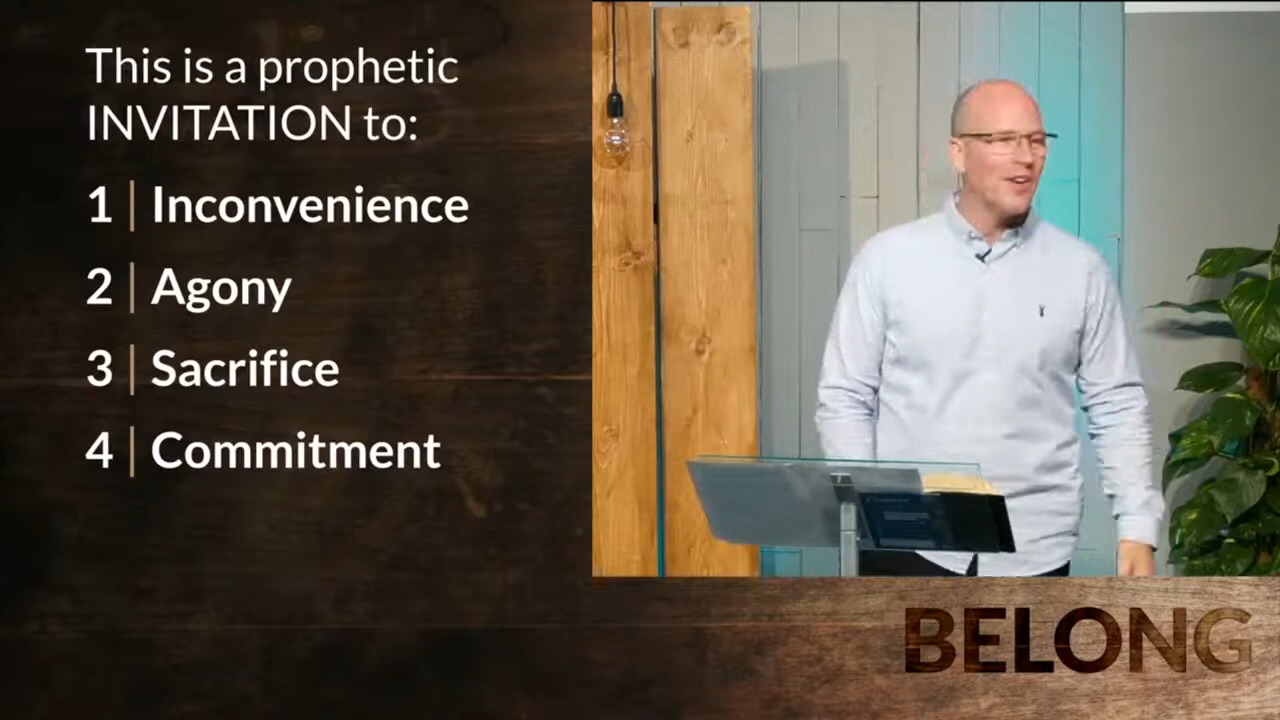 This is a prophetic
INVITATION to:
1 | Inconvenience
2 | Agony
3 | Sacrifice
4 | Commitment
BELONG